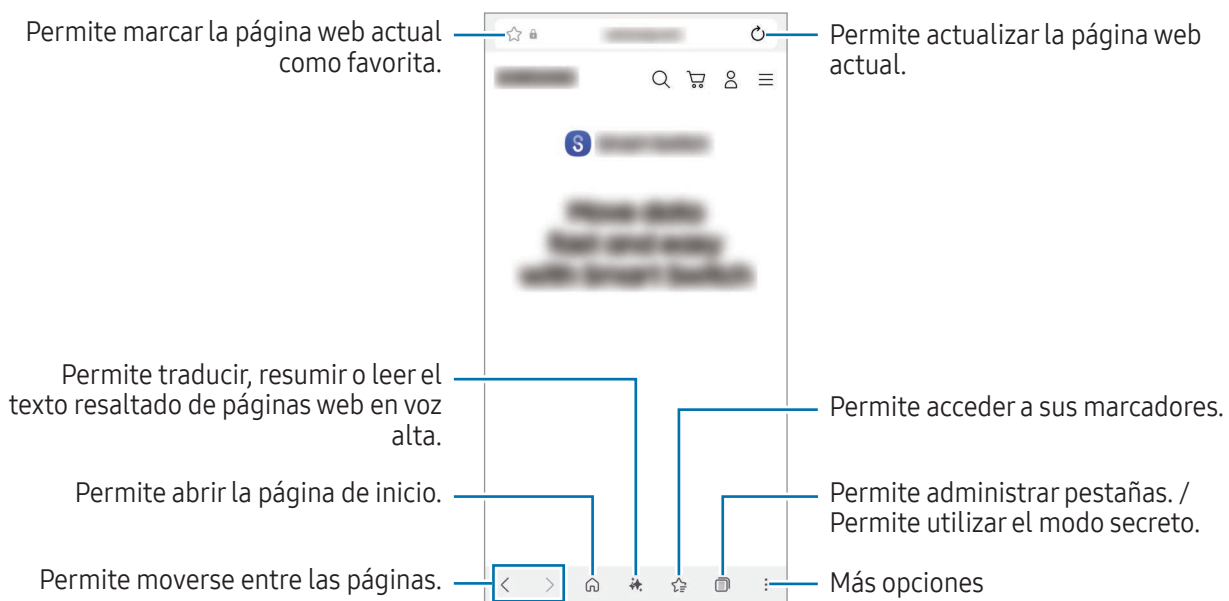 Permite marcar la página web actual
como favorita.
Permite actualizar la página web
actual.
S
Permite traducir, resumir o leer el
texto resaltado de páginas web en voz
alta.
Permite acceder a sus marcadores.
Permite abrir la página de inicio.
Permite administrar pestañas. /
Permite utilizar el modo secreto.
Permite moverse entre las páginas.
Más opciones